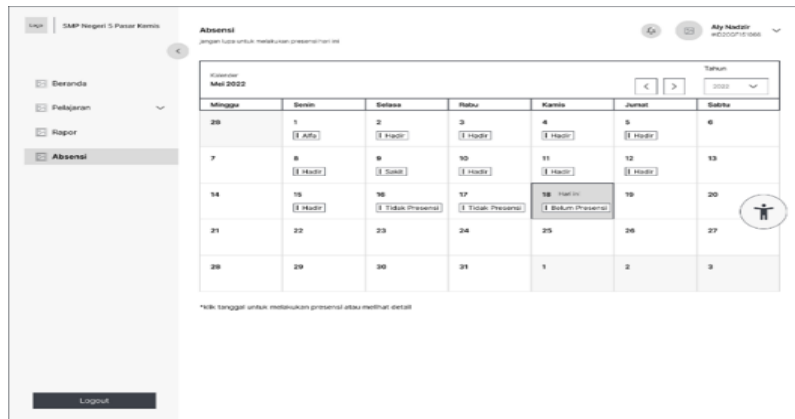 Logo
SMP Negeri 5 Pasar Kemis
Beranda
Pelajaran
Rapor
Absensi
Logout
Absensi
jangan lupa untuk melakukan presensi hari ini
Aly Nadzir
Kalender
Mei 2022
Tahun
2022
Minggu Senin Selasa Rabu Kamis Jumat Sabtu
28 1 2 3 4 5 6
Alfa Hadir Hadir Hadir Hadir
7 8 9 10 11 12 13
Hadir Sakit Hadir Hadir Hadir
14 15 16 17 18 Hari ini 19 20
Hadir Tidak Presensi Tidak Presensi Belum Presensi
21 22 23 24 25 26 27
28 29 30 31 1 2 3
*klik tanggal untuk melakukan presensi atau melihat detail